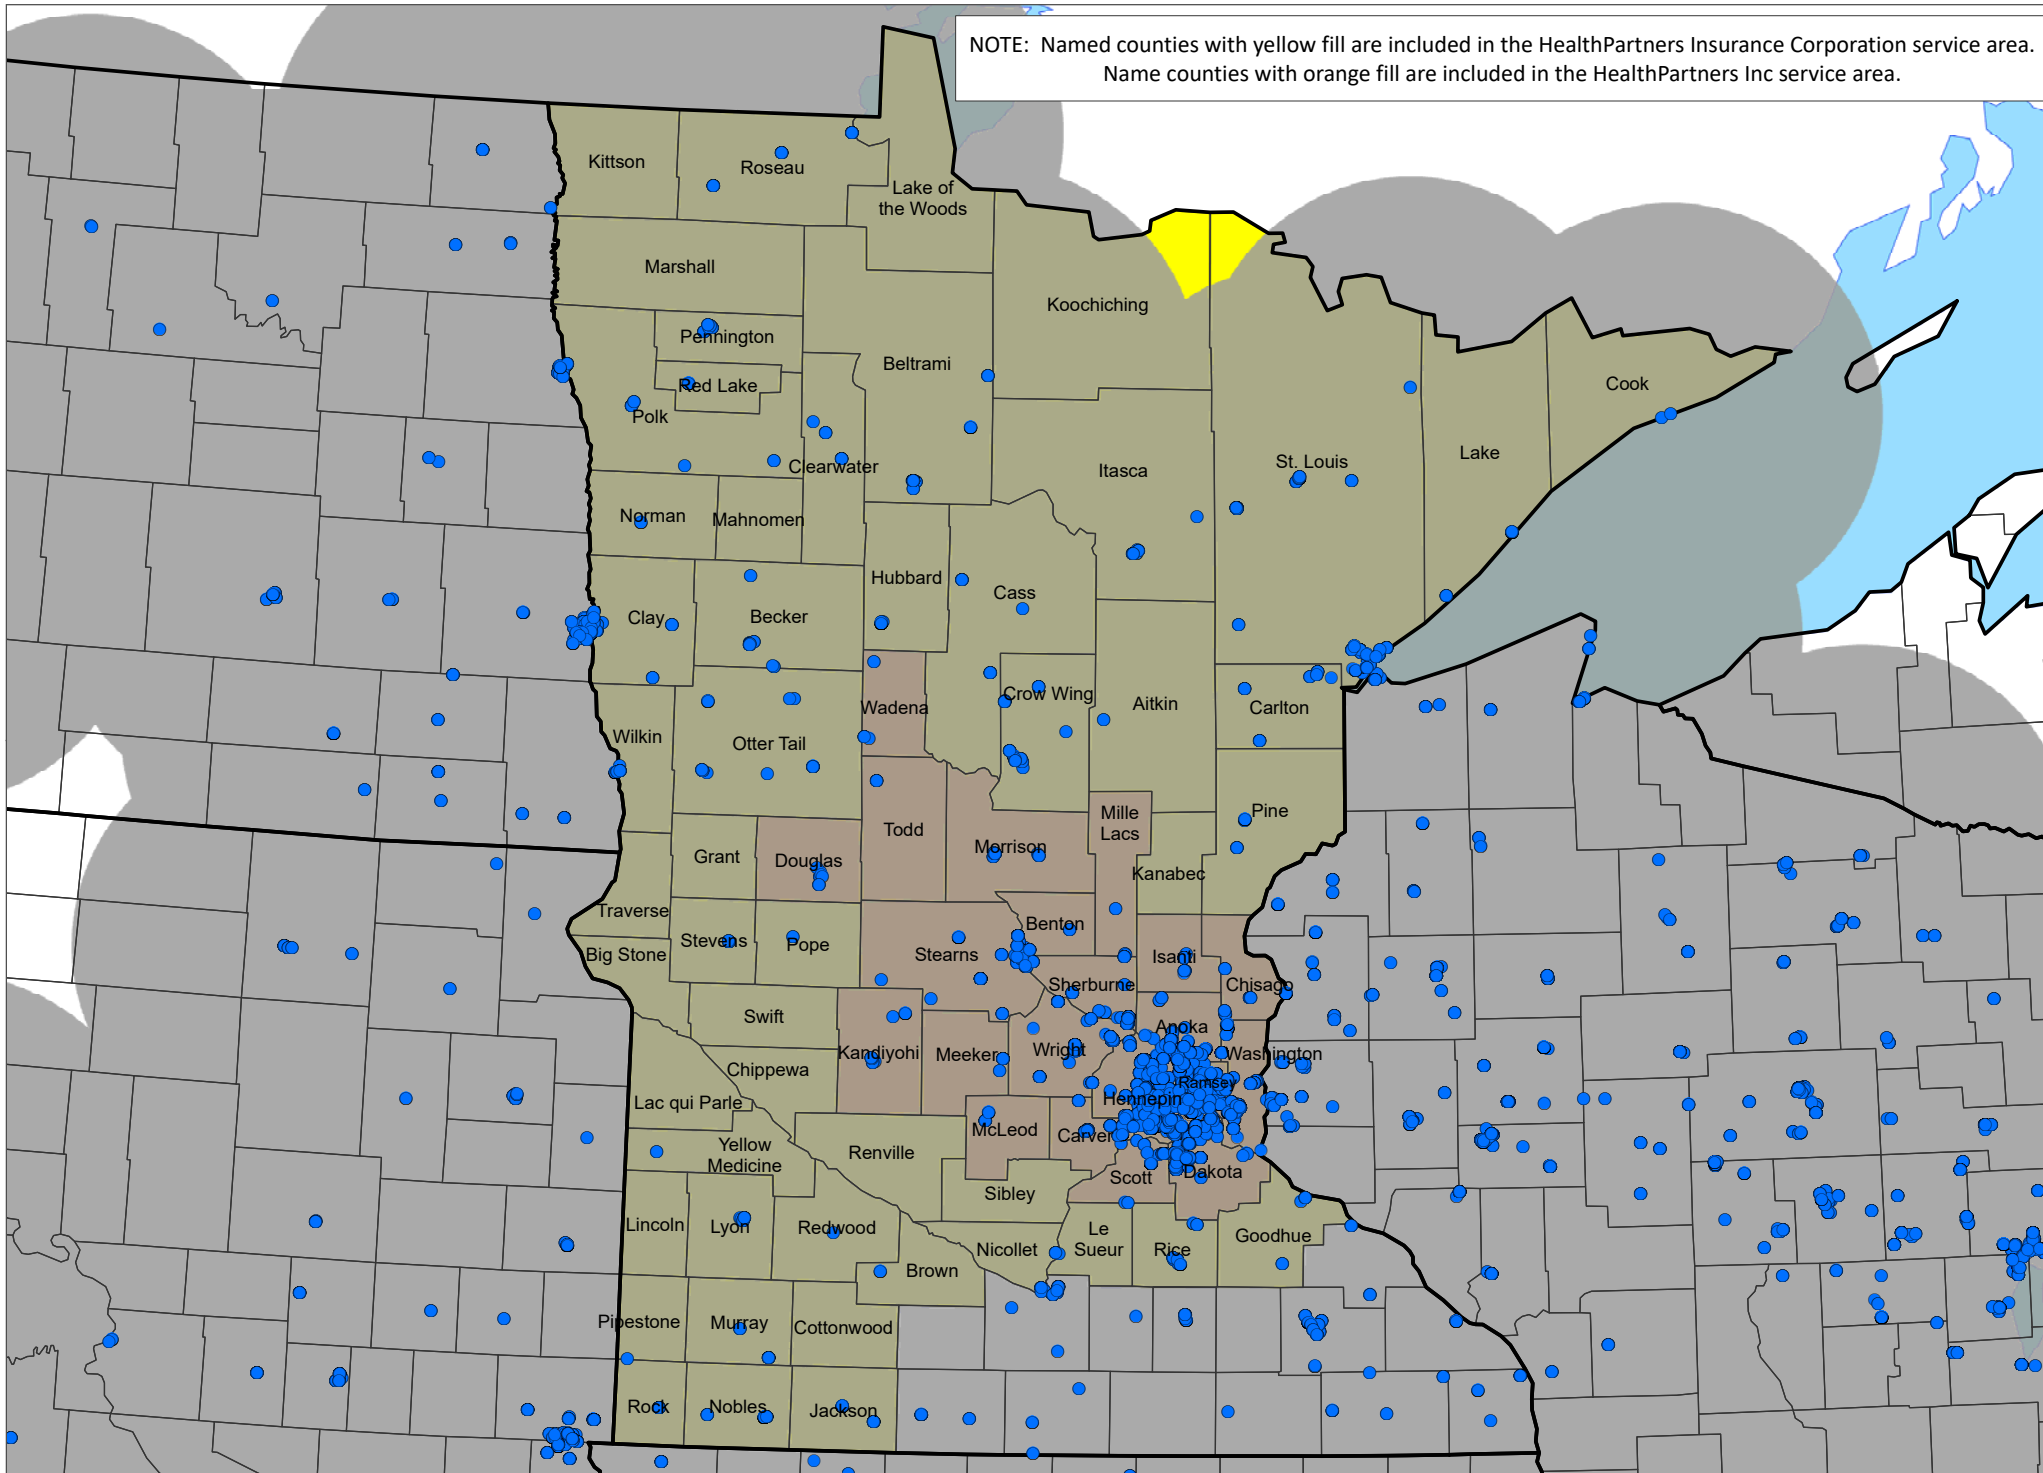 NOTE:  Named counties with yellow fill are included in the HealthPartners Insurance Corporation service area.
Name counties with orange fill are included in the HealthPartners Inc service area.
Kittson
Roseau
Lake of
the Woods
Marshall
Koochiching
Pennington
Beltrami
Red Lake
Cook
Polk
Lake
St. Louis
Clearwater
Itasca
Norman
Mahnomen
Hubbard
Cass
Clay
Becker
Crow Wing
Wadena
Aitkin
Carlton
Wilkin
Otter Tail
Pine
Mille
Lacs
Todd
Morrison
Grant
Douglas
Kanabec
Traverse
Benton
Stevens
Pope
Big Stone
Stearns
Isanti
Sherburne
Chisago
Swift
Anoka
Kandiyohi
Meeker
Wright
Washington
Chippewa
Ramsey
Hennepin
Lac qui Parle
McLeod
Carver
Yellow
Medicine
Renville
Scott
Dakota
Sibley
Lincoln
Lyon
Redwood
Le
Sueur
Nicollet
Rice
Goodhue
Brown
Pipestone
Murray
Cottonwood
Rock
Nobles
Jackson